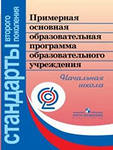 стандарты
второго
поколения
Примерная
основная
образовательная
программа
образовательного
учреждения
Начальная
школа